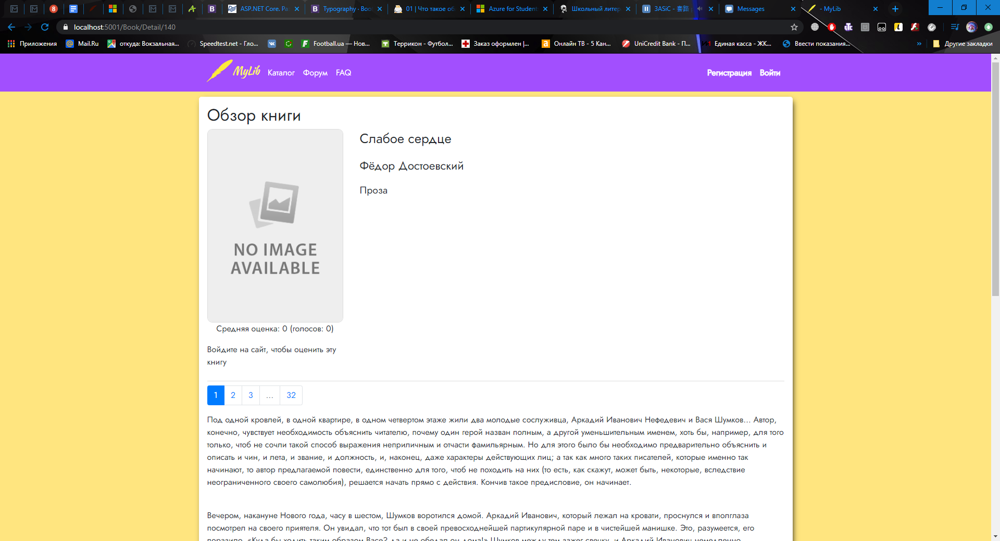 8
ASP.NET Core. Ра
Typography · Boo
01 | Что такое об
Azure for Student
Школьный литер
3ASiC - 套路
Messages
- MyLib
localhost:5001/Book/Detail/140
Приложения
Mail.Ru
откуда: Вокзальная...
Speedtest.net - Гло...
Football.ua — Нов...
Террикон - Футбол...
Заказ оформлен |...
Онлайн ТВ - 5 Кан...
UniCredit Bank - П...
Единая касса - ЖК...
Ввести показания...
»
Другие закладки
MyLib
Каталог
Форум
FAQ
Регистрация
Войти
Обзор книги
Слабое сердце
Фёдор Достоевский
Проза
NO IMAGE
AVAILABLE
Средняя оценка: 0 (голосов: 0)
Войдите на сайт, чтобы оценить эту
книгу
1 2 3 ... 32
Под одной кровлей, в одной квартире, в одном четвертом этаже жили два молодые сослуживца, Аркадий Иванович Нефедевич и Вася Шумков... Автор,
конечно, чувствует необходимость объяснить читателю, почему один герой назван полным, а другой уменьшительным именем, хоть бы, например, для того
только, чтоб не сочли такой способ выражения неприличным и отчасти фамильярным. Но для этого было бы необходимо предварительно объяснить и
описать и чин, и лета, и звание, и должность, и, наконец, даже характеры действующих лиц; а так как много таких писателей, которые именно так
начинают, то автор предлагаемой повести, единственно для того, чтоб не походить на них (то есть, как скажут, может быть, некоторые, вследствие
неограниченного своего самолюбия), решается начать прямо с действия. Кончив такое предисловие, он начинает.
Вечером, накануне Нового года, часу в шестом, Шумков воротился домой. Аркадий Иванович, который лежал на кровати, проснулся и вполглаза
посмотрел на своего приятеля. Он увидал, что тот был в своей превосходнейшей партикулярной паре и в чистейшей манишке. Это, разумеется, его
поразило. «Куда бы ходить таким образом Васе? да и не обедал он дома!» Шумков между тем зажег свечку, и Аркадий Иванович немедленно